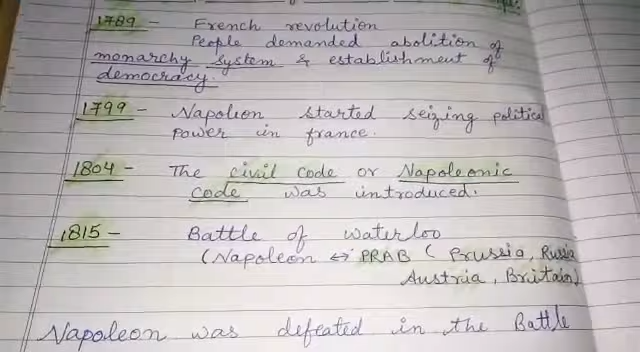 1789 - French revolution
People demanded abolition of
monarchy system & establishment of
democracy.
1799 - Napoleon started seizing political
power in france.
1804 - The civil code or Napoleonic
code was introduced.
1815 - Battle of Waterloo
(Napoleon ↔ PRAB (Prussia, Russia
Austria, Britain)
Napoleon was defeated in the Battle